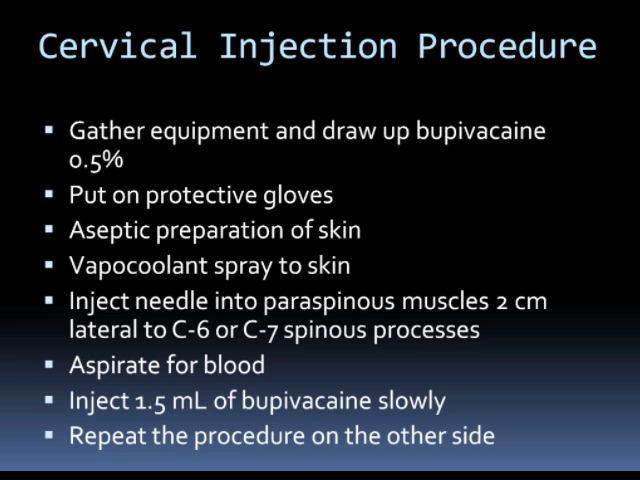 Cervical Injection Procedure
▪ Gather equipment and draw up bupivacaine
0.5%
▪ Put on protective gloves
▪ Aseptic preparation of skin
▪ Vapocoolant spray to skin
▪ Inject needle into paraspinous muscles 2 cm
lateral to C-6 or C-7 spinous processes
▪ Aspirate for blood
▪ Inject 1.5 mL of bupivacaine slowly
▪ Repeat the procedure on the other side